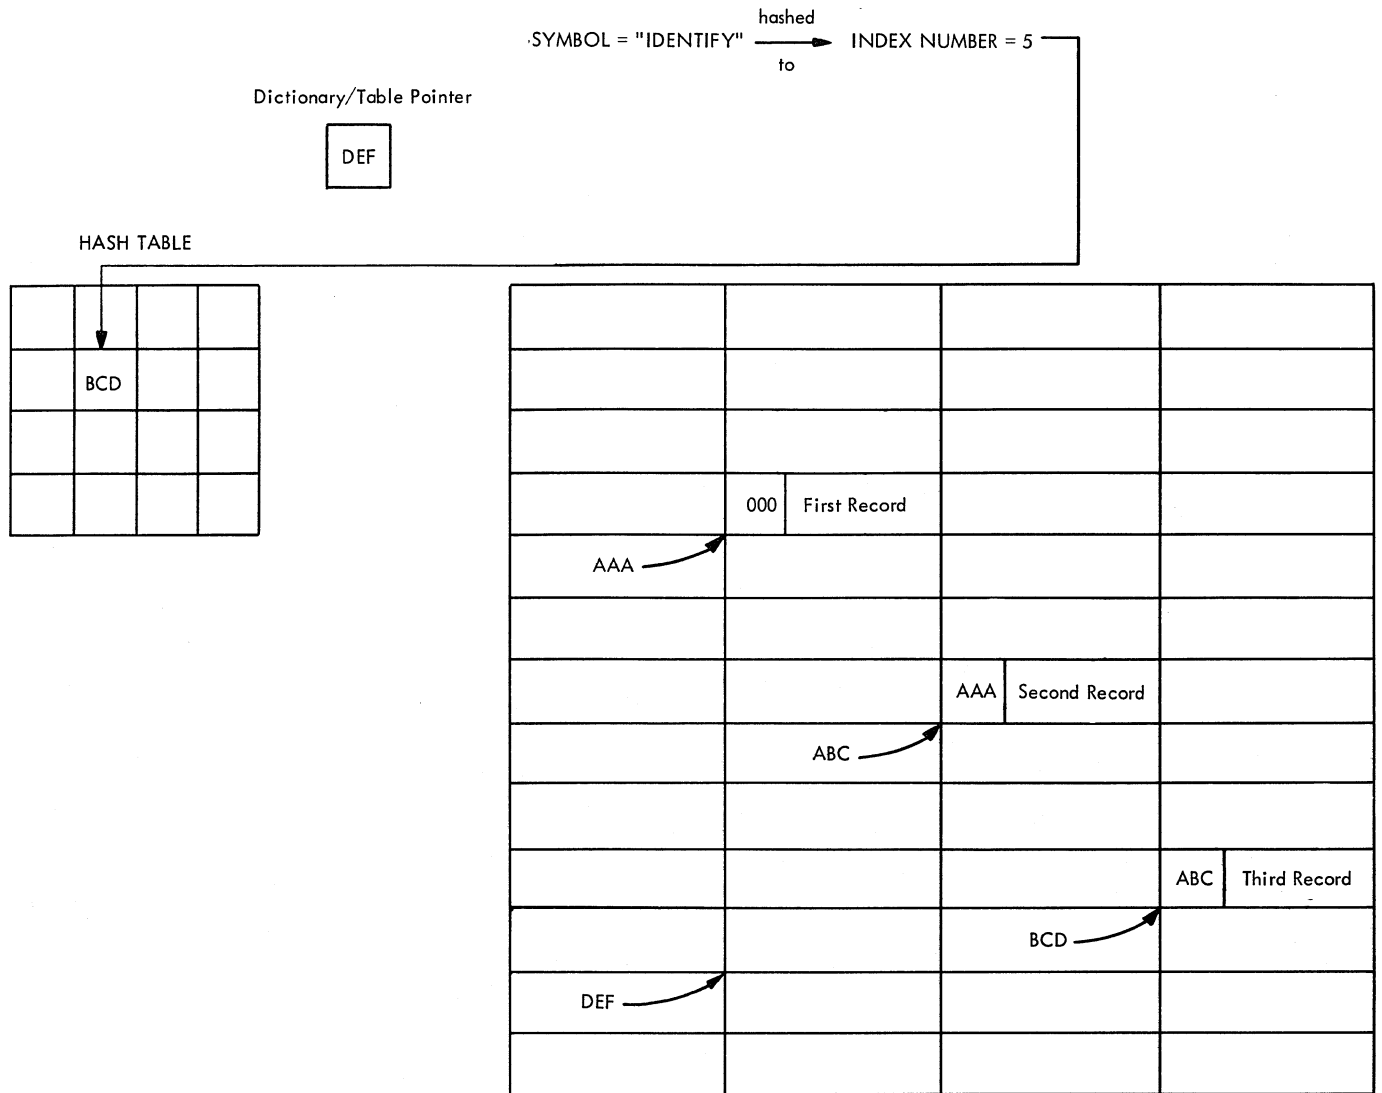 hashed
SYMBOL = "IDENTIFY" INDEX NUMBER = 5
to
Dictionary/Table Pointer
DEF
HASH TABLE
BCD
000 First Record
AAA
AAA Second Record
ABC
ABC Third Record
BCD
DEF